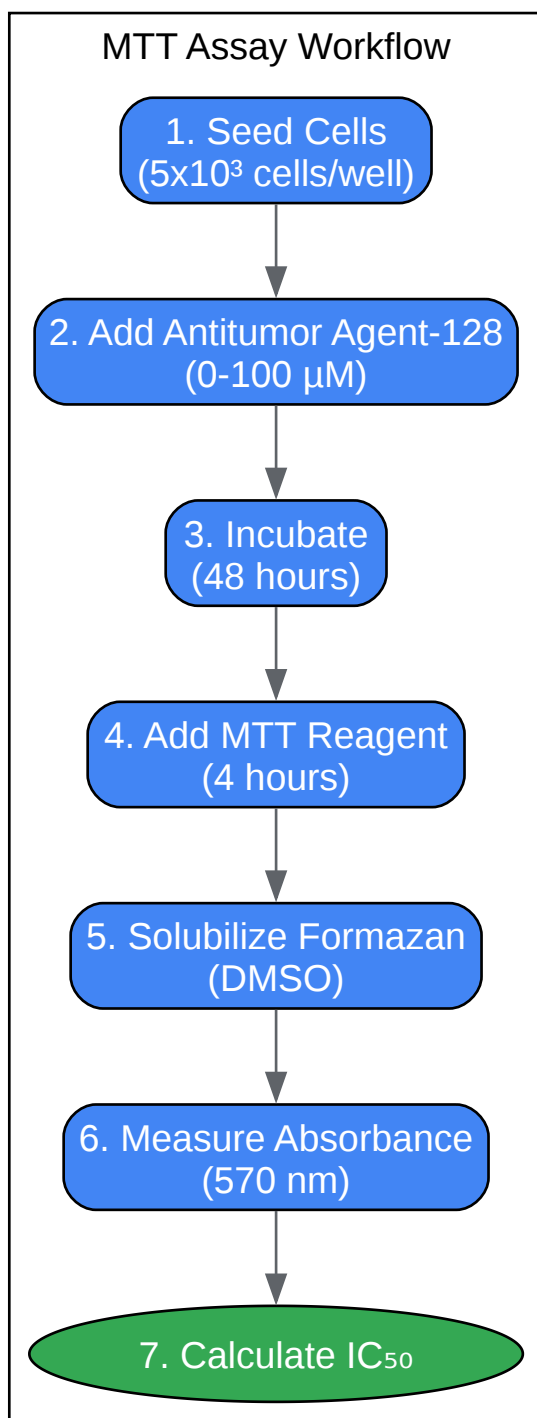 MTT Assay Workflow
1. Seed Cells
(5x10³ cells/well)
2. Add Antitumor Agent-128
(0-100 µM)
3. Incubate
(48 hours)
4. Add MTT Reagent
(4 hours)
5. Solubilize Formazan
(DMSO)
6. Measure Absorbance
(570 nm)
7. Calculate IC₅₀